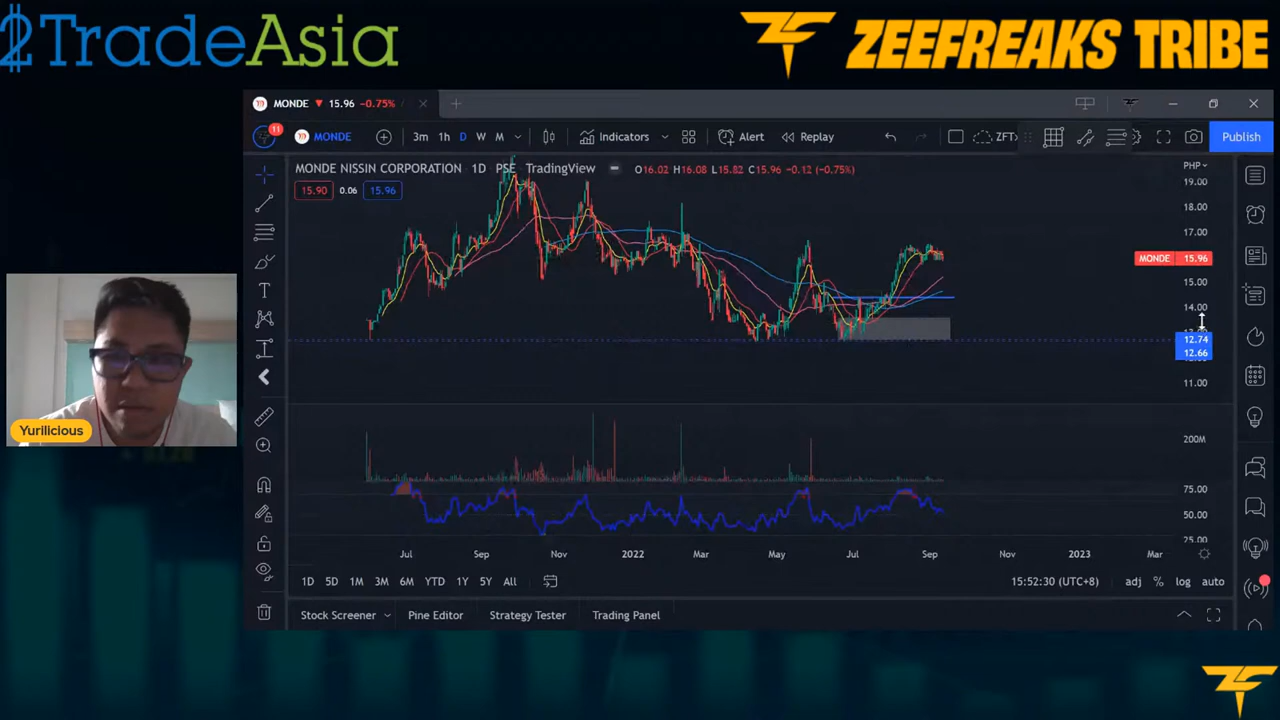 2TradeAsia
ZEEFREAKS TRIBE
MONDE 15.96 -0.75%
11
MONDE
3m 1h D W M
Indicators
Alert
Replay
ZFT
Publish
MONDE NISSIN CORPORATION 1D PSE TradingView
O16.02 H16.08 L15.82 C15.96 -0.12 (-0.75%)
PHP
15.90 0.06 15.96
19.00
18.00
17.00
MONDE 15.96
15.00
14.00
12.74
12.66
11.00
Yurilicious
200M
75.00
50.00
25.00
Jul Sep Nov 2022 Mar May Jul Sep Nov 2023 Mar
1D 5D 1M 3M 6M YTD 1Y 5Y All
15:52:30 (UTC+8) adj % log auto
Stock Screener Pine Editor Strategy Tester Trading Panel